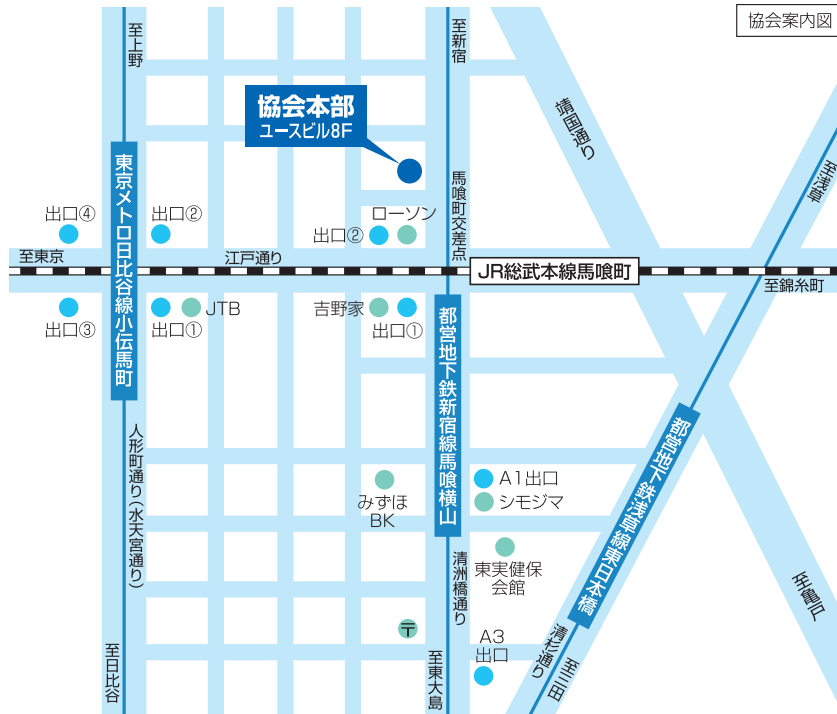 協会案内図
至上野
至新宿
靖国通り
協会本部
ユースビル8F
至浅草
東京メトロ日比谷線小伝馬町
馬喰町交差点
出口④
出口②
出口②
ローソン
至東京
江戸通り
JR総武本線馬喰町
至錦糸町
出口③
出口①
JTB
吉野家
出口①
都営地下鉄新宿線馬喰横山
都営地下鉄浅草線東日本橋
人形町通り(水天宮通り)
みずほ
BK
A1出口
シモジマ
東実健保
会館
清洲橋通り
至亀戸
〒
A3
出口
清杉通り
至三田
至日比谷
至東大島